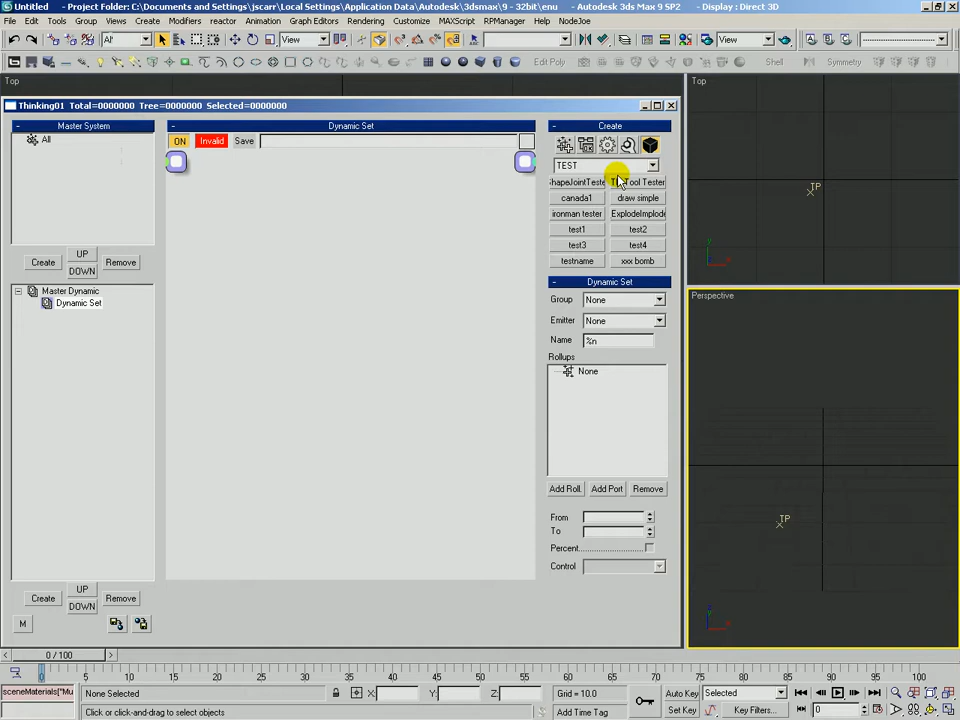 Untitled - Project Folder: C:\Documents and Settings\jscarr\Local Settings\Application Data\Autodesk\3dsmax\9 - 32bit\enu - Autodesk 3ds Max 9 SP2 - Display : Direct 3D
File Edit Tools Group Views Create Modifiers reactor Animation Graph Editors Rendering Customize MAXScript RPManager Help NodeJoe
All View View
Edit Poly Shell Symmetry
Top Top
Thinking01 Total=0000000 Tree=0000000 Selected=0000000
Master System Dynamic Set Create
All ON Invalid Save
TEST
ShapeJointTeste Tool Tester
canada1 draw simple
ironman tester ExplodeImplode
test1 test2
test3 test4
testname xxx bomb
Create UP DOWN Remove
Master Dynamic
Dynamic Set
Dynamic Set
Group None
Emitter None
Name %n
Rollups
None
Add Roll. Add Port Remove
From
To
Percent
Control
Create UP DOWN Remove
M
TP
y
x
Perspective
TP
y
x
0 / 100
0 5 10 15 20 25 30 35 40 45 50 55 60 65 70 75 80 85 90 95 100
sceneMaterials["Mu None Selected X: Y: Z: Grid = 10.0 Auto Key Selected
Click or click-and-drag to select objects Add Time Tag Set Key Key Filters... 0